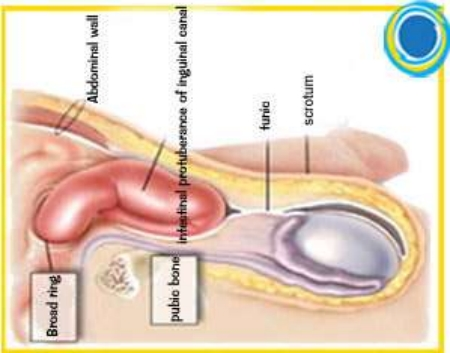 Abdominal wall
intestinal protuberance of inguinal canal
funic
scrotum
Broad ring
pubic bone